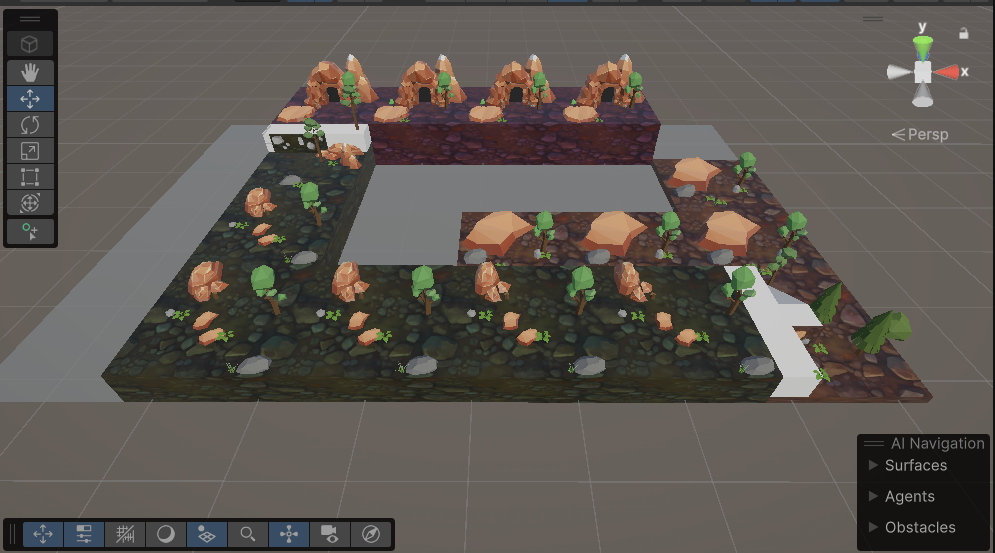 y
x
Persp
AI Navigation
Surfaces
Agents
Obstacles